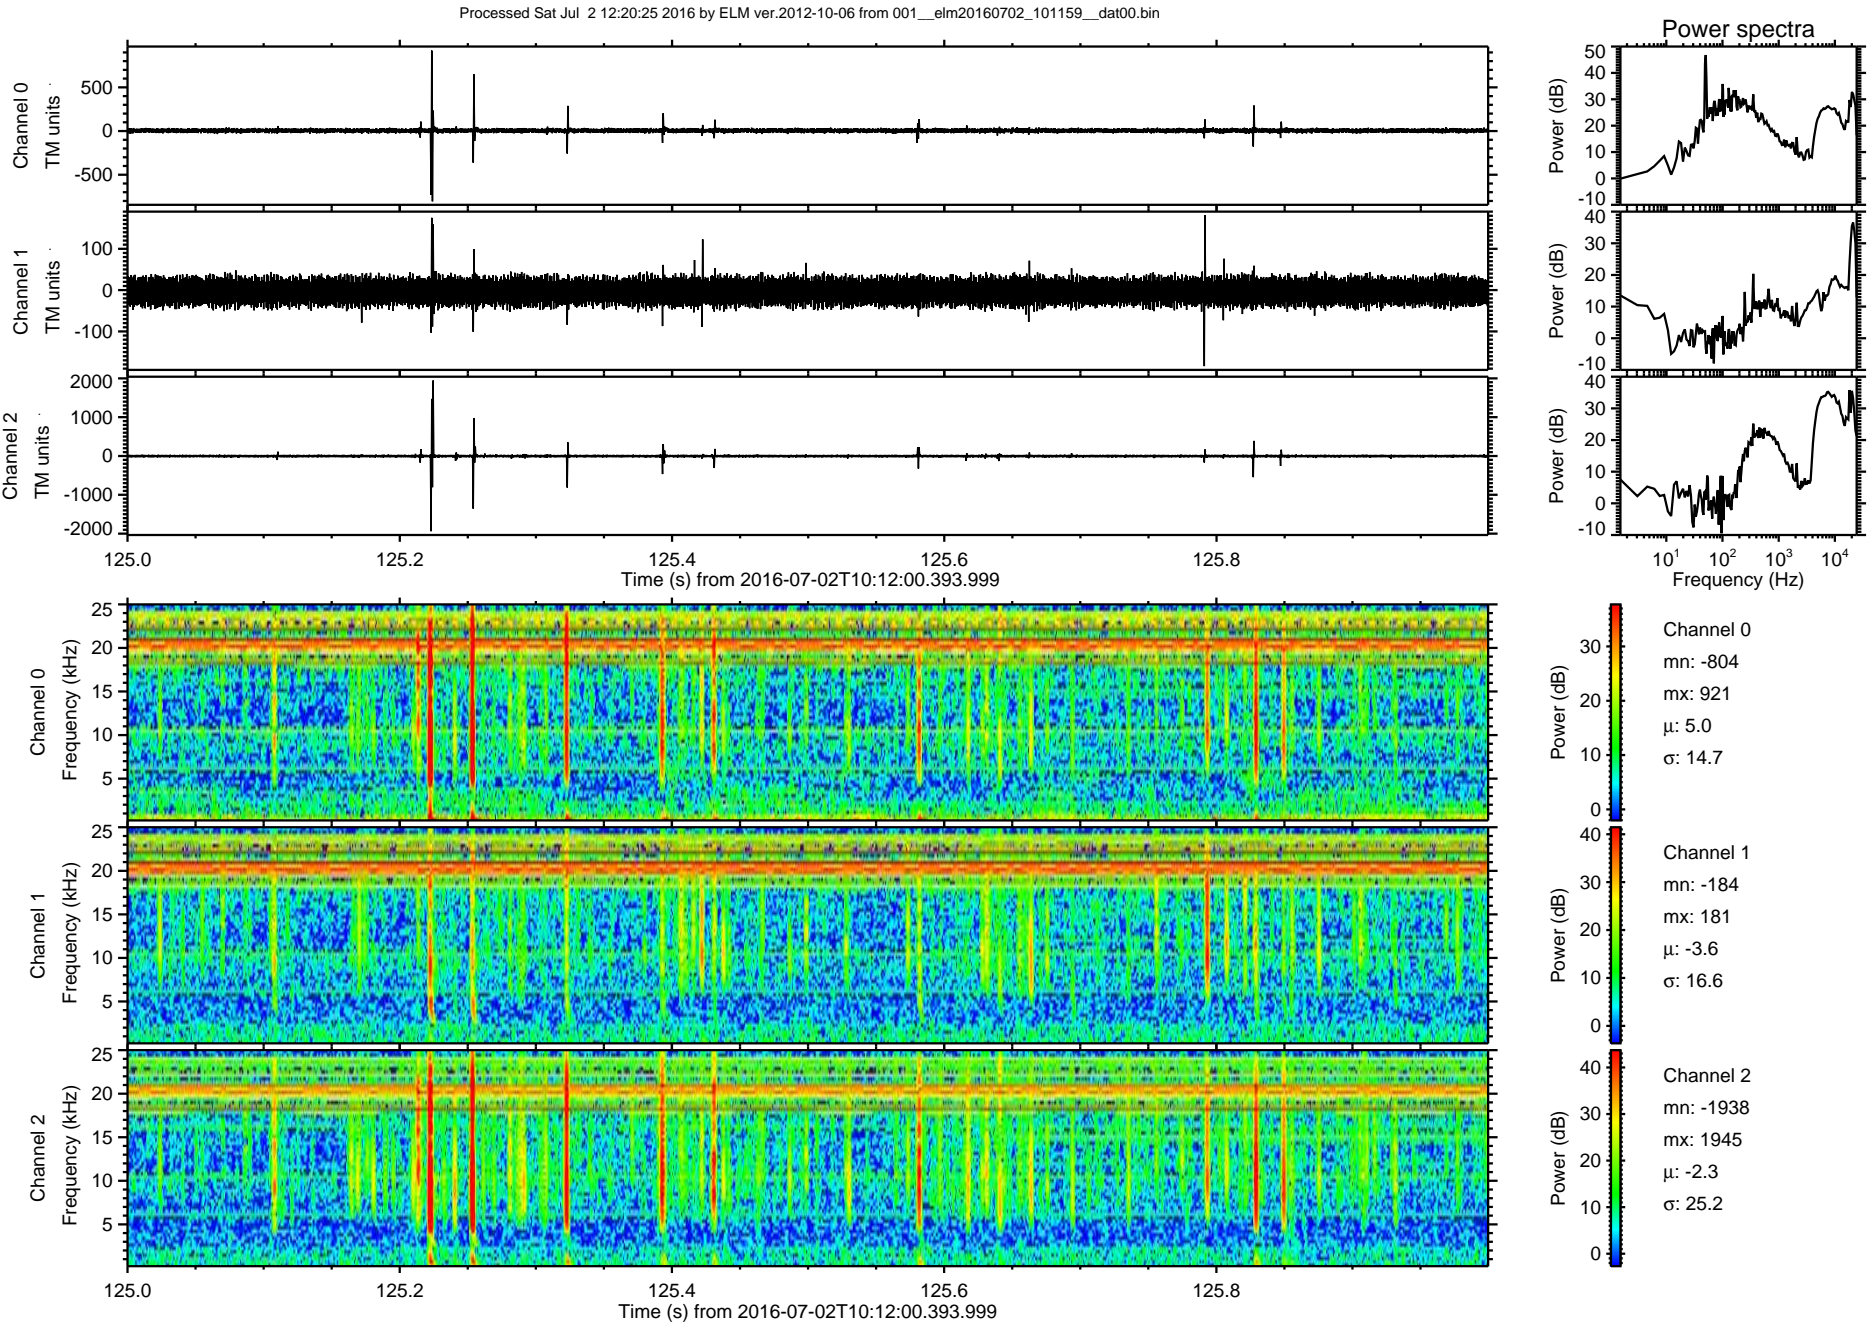 Processed Sat Jul  2 12:20:25 2016 by ELM ver.2012-10-06 from 001__elm20160702_101159__dat00.bin
Power spectra
Channel 0
TM units
500
0
-500
Power (dB)
50
40
30
20
10
0
-10
Channel 1
TM units
100
0
-100
Power (dB)
40
30
20
10
0
-10
Channel 2
TM units
2000
1000
0
-1000
-2000
Power (dB)
40
30
20
10
0
-10
125.0 125.2 125.4 125.6 125.8
Time (s) from 2016-07-02T10:12:00.393.999
10^1 10^2 10^3 10^4
Frequency (Hz)
Channel 0
Frequency (kHz)
25
20
15
10
5
Power (dB)
30
20
10
0
Channel 0
mn: -804
mx: 921
μ: 5.0
σ: 14.7
Channel 1
Frequency (kHz)
25
20
15
10
5
Power (dB)
40
30
20
10
0
Channel 1
mn: -184
mx: 181
μ: -3.6
σ: 16.6
Channel 2
Frequency (kHz)
25
20
15
10
5
Power (dB)
40
30
20
10
0
Channel 2
mn: -1938
mx: 1945
μ: -2.3
σ: 25.2
125.0 125.2 125.4 125.6 125.8
Time (s) from 2016-07-02T10:12:00.393.999